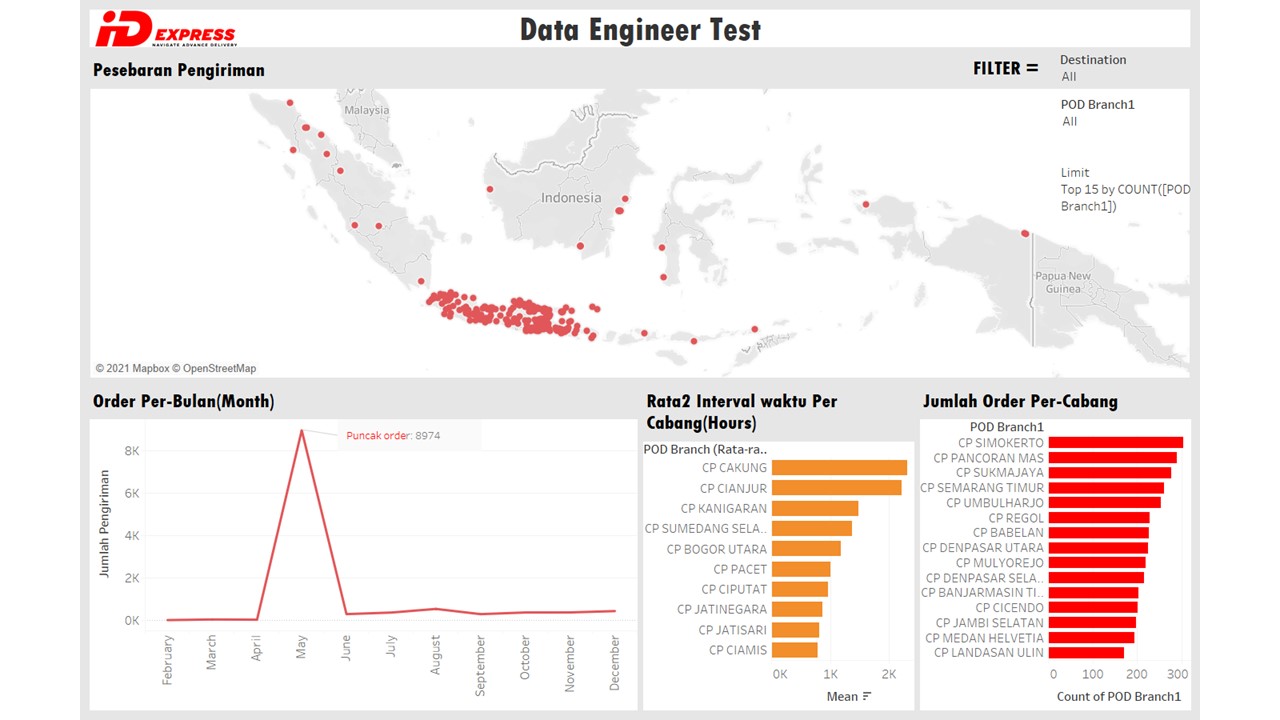 iD EXPRESS
NAVIGATE ADVANCE DELIVERY
Data Engineer Test
Pesebaran Pengiriman
FILTER =
Destination
All
POD Branch1
All
Limit
Top 15 by COUNT([POD
Branch1])
Malaysia
Indonesia
Papua New
Guinea
© 2021 Mapbox © OpenStreetMap
Order Per-Bulan(Month)
Puncak order: 8974
Jumlah Pengiriman
8K
6K
4K
2K
0K
February
March
April
May
June
July
August
September
October
November
December
Rata2 Interval waktu Per
Cabang(Hours)
POD Branch (Rata-ra..
CP CAKUNG
CP CIANJUR
CP KANIGARAN
CP SUMEDANG SELA..
CP BOGOR UTARA
CP PACET
CP CIPUTAT
CP JATINEGARA
CP JATISARI
CP CIAMIS
0K 1K 2K
Mean
Jumlah Order Per-Cabang
POD Branch1
CP SIMOKERTO
CP PANCORAN MAS
CP SUKMAJAYA
CP SEMARANG TIMUR
CP UMBULHARJO
CP REGOL
CP BABELAN
CP DENPASAR UTARA
CP MULYOREJO
CP DENPASAR SELA..
CP BANJARMASIN TI..
CP CICENDO
CP JAMBI SELATAN
CP MEDAN HELVETIA
CP LANDASAN ULIN
0 100 200 300
Count of POD Branch1